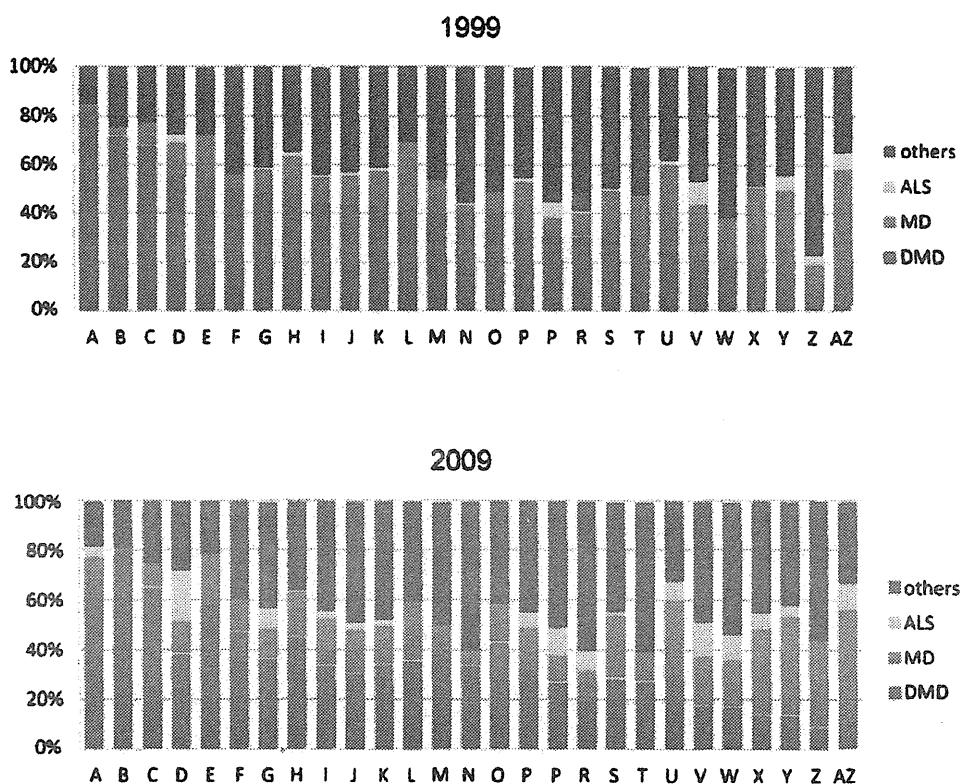 1999
100%
80%
60%
40%
20%
0%
A B C D E F G H I J K L M N O P P R S T U V W X Y Z AZ
others
ALS
MD
DMD
2009
100%
80%
60%
40%
20%
0%
A B C D E F G H I J K L M N O P P R S T U V W X Y Z AZ
others
ALS
MD
DMD